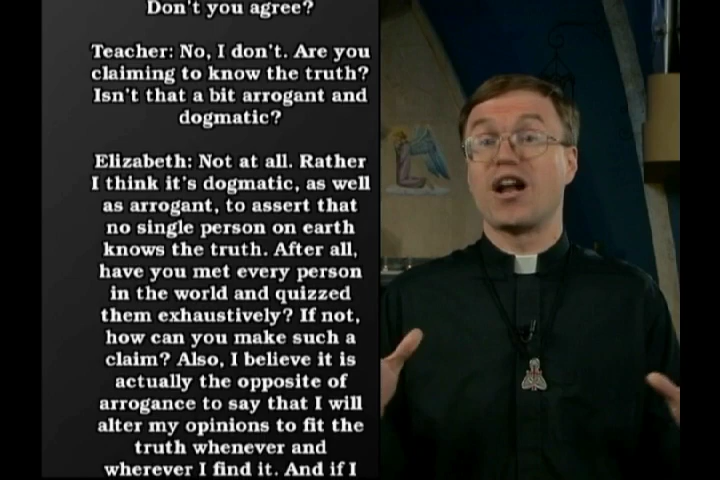 Don't you agree?
Teacher: No, I don't. Are you
claiming to know the truth?
Isn't that a bit arrogant and
dogmatic?
Elizabeth: Not at all. Rather
I think it's dogmatic, as well
as arrogant, to assert that
no single person on earth
knows the truth. After all,
have you met every person
in the world and quizzed
them exhaustively? If not,
how can you make such a
claim? Also, I believe it is
actually the opposite of
arrogance to say that I will
alter my opinions to fit the
truth whenever and
wherever I find it. And if I